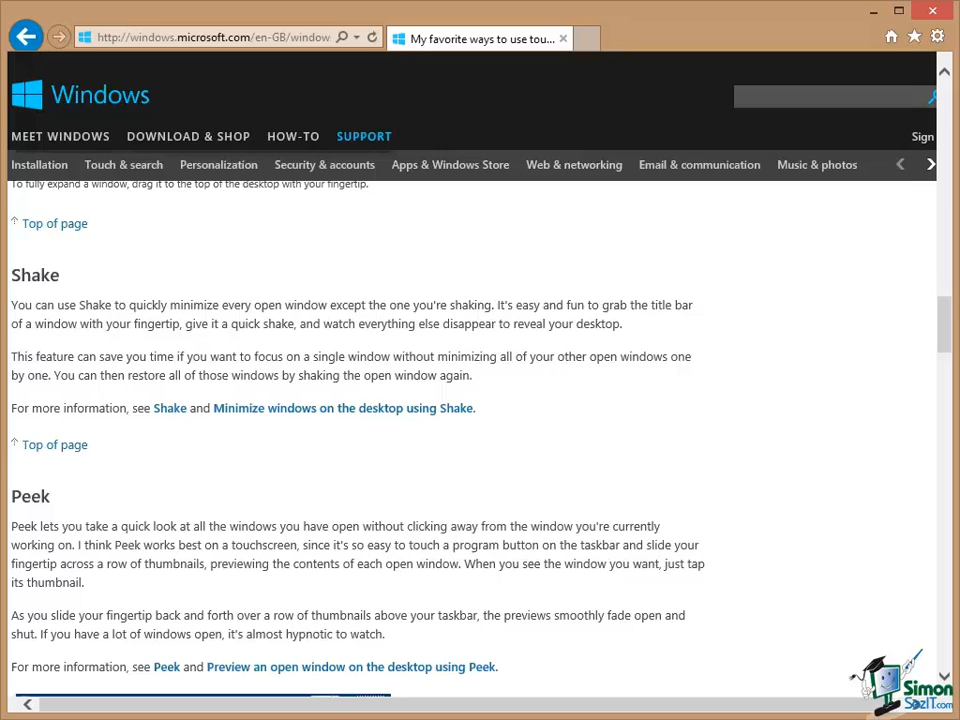 http://windows.microsoft.com/en-GB/window
My favorite ways to use tou...
Windows
MEET WINDOWS DOWNLOAD & SHOP HOW-TO SUPPORT
Sign
Installation Touch & search Personalization Security & accounts Apps & Windows Store Web & networking Email & communication Music & photos
To fully expand a window, drag it to the top of the desktop with your fingertip.
Top of page
Shake
You can use Shake to quickly minimize every open window except the one you're shaking. It's easy and fun to grab the title bar
of a window with your fingertip, give it a quick shake, and watch everything else disappear to reveal your desktop.
This feature can save you time if you want to focus on a single window without minimizing all of your other open windows one
by one. You can then restore all of those windows by shaking the open window again.
For more information, see Shake and Minimize windows on the desktop using Shake.
Top of page
Peek
Peek lets you take a quick look at all the windows you have open without clicking away from the window you're currently
working on. I think Peek works best on a touchscreen, since it's so easy to touch a program button on the taskbar and slide your
fingertip across a row of thumbnails, previewing the contents of each open window. When you see the window you want, just tap
its thumbnail.
As you slide your fingertip back and forth over a row of thumbnails above your taskbar, the previews smoothly fade open and
shut. If you have a lot of windows open, it's almost hypnotic to watch.
For more information, see Peek and Preview an open window on the desktop using Peek.
Simon
SezIT.com